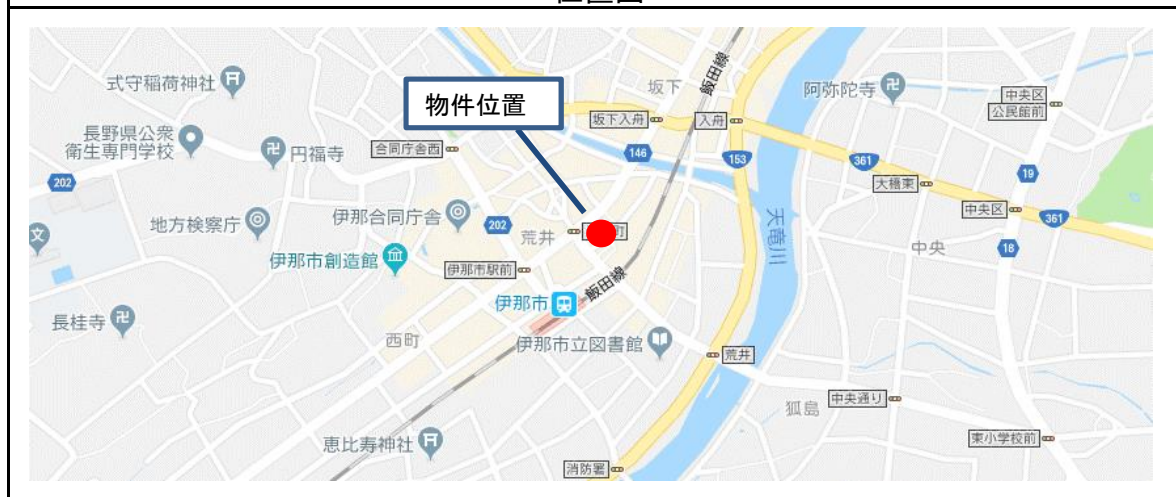 式守稲荷神社
物件位置
坂下
飯田線
阿弥陀寺
中央区
公民館前
坂下入舟
入舟
長野県公衆
衛生専門学校
円福寺
合同庁舎西
146
153
361
19
202
大橋東
地方検察庁
伊那合同庁舎
202
荒井
町
天竜川
中央区
361
文
中央
18
伊那市創造館
伊那市駅前
飯田線
伊那市
長桂寺
西町
伊那市立図書館
荒井
狐島
中央通り
恵比寿神社
東小学校前
消防署